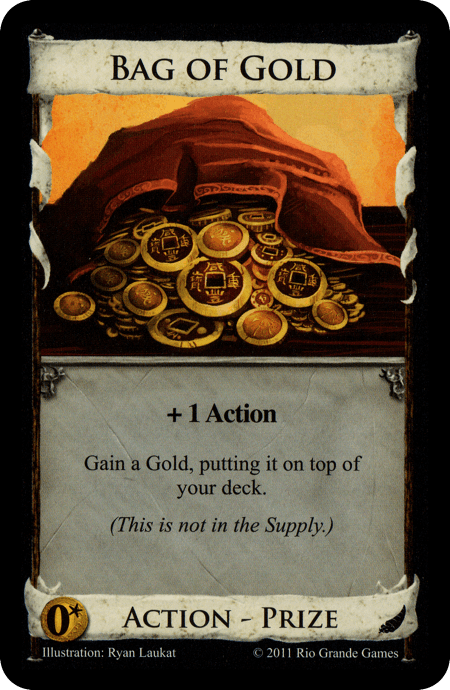 BAG OF GOLD
+ 1 Action
Gain a Gold, putting it on top of
your deck.
(This is not in the Supply.)
0*
ACTION – PRIZE
Illustration: Ryan Laukat © 2011 Rio Grande Games